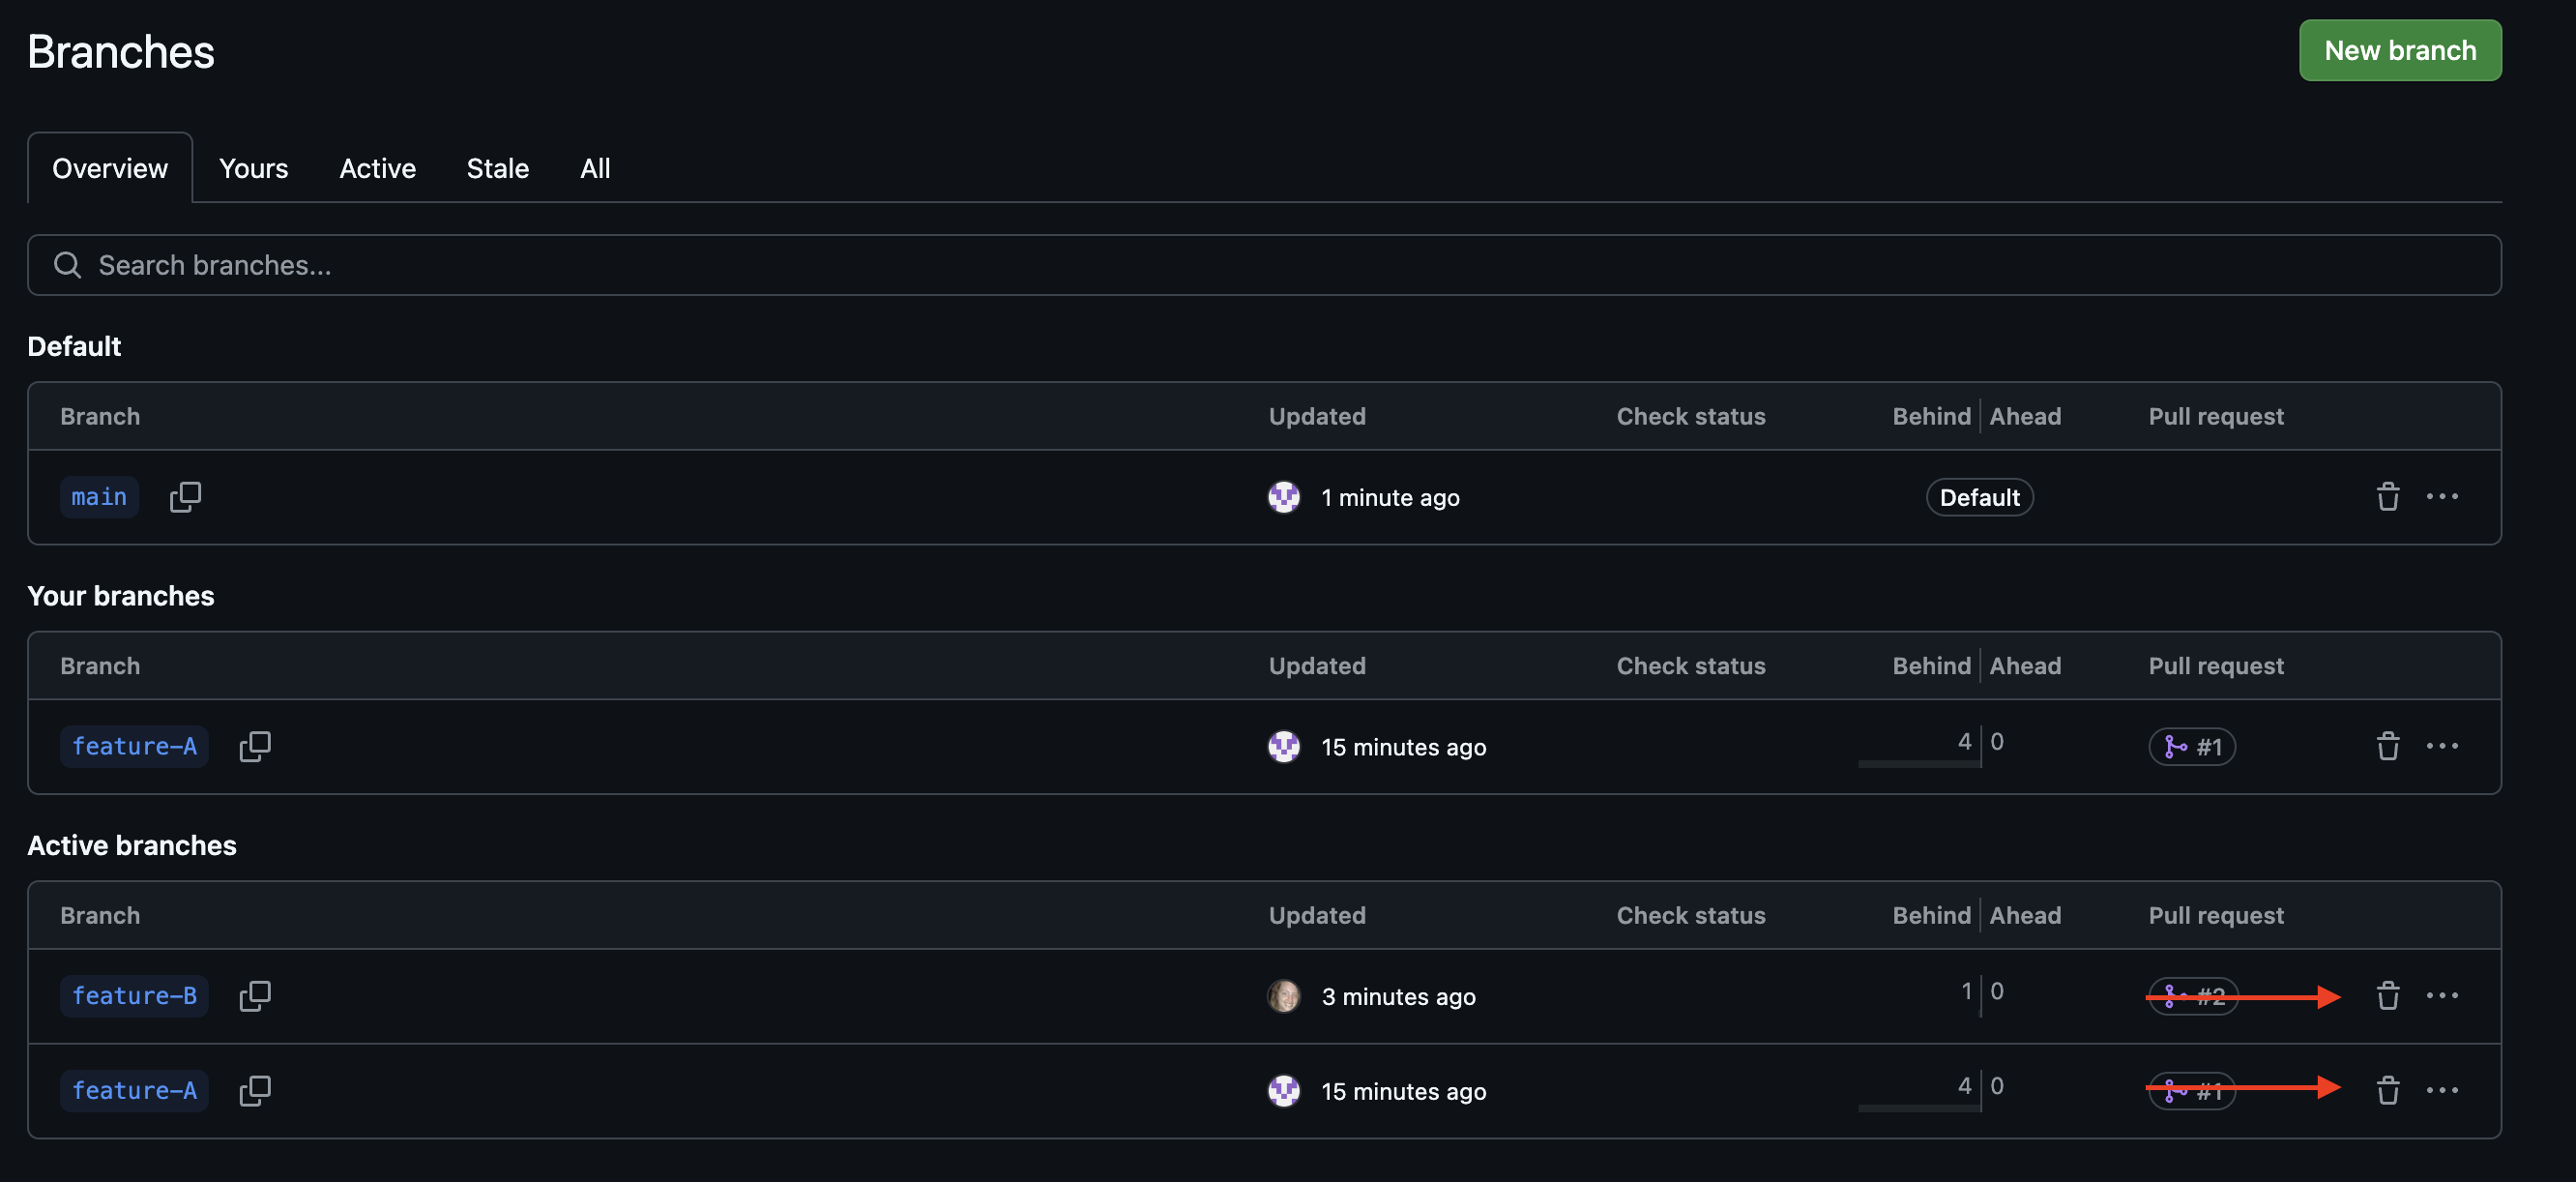 Branches
New branch
Overview Yours Active Stale All
Search branches...
Default
Branch Updated Check status Behind Ahead Pull request
main 1 minute ago Default
Your branches
Branch Updated Check status Behind Ahead Pull request
feature-A 15 minutes ago 4 0 #1
Active branches
Branch Updated Check status Behind Ahead Pull request
feature-B 3 minutes ago 1 0 #2
feature-A 15 minutes ago 4 0 #1